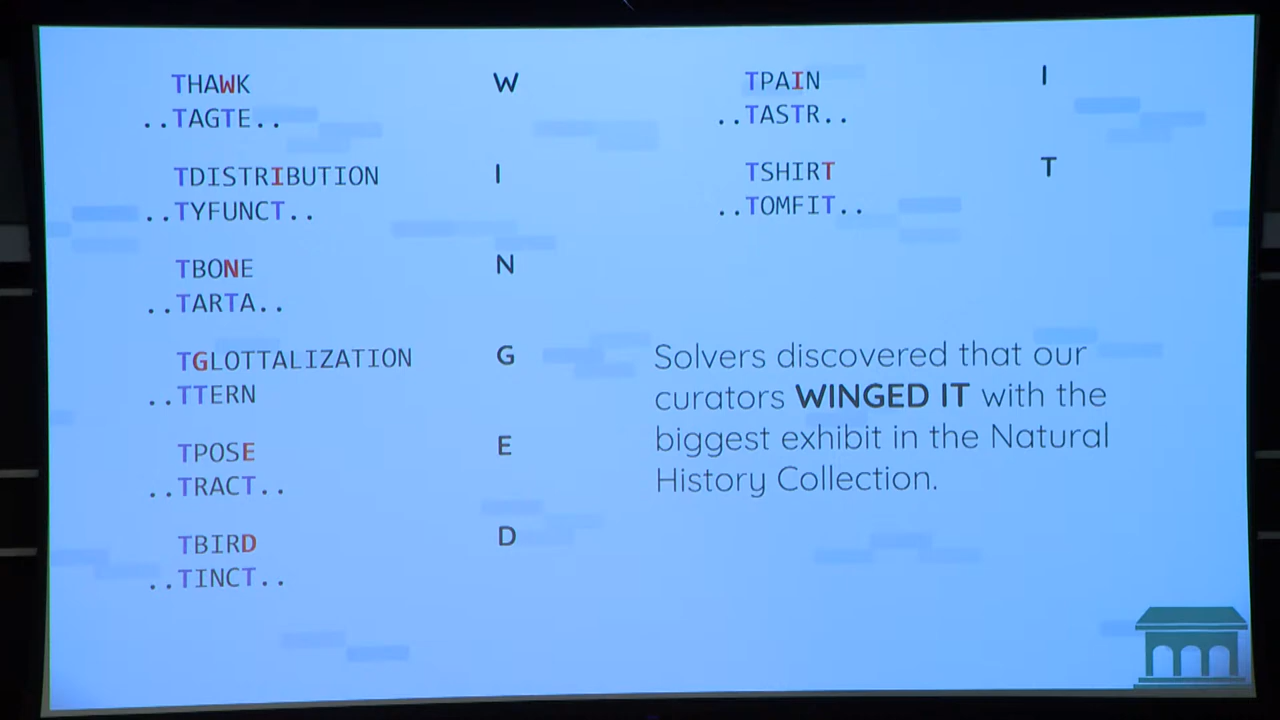 THAWK W
..TAGTE..
TDISTRIBUTION I
..TYFUNCT..
TBONE N
..TARTA..
TGLOTTALIZATION G
..TTERN
TPOSE E
..TRACT..
TBIRD D
..TINCT..
TPAIN I
..TASTR..
TSHIRT T
..TOMFIT..
Solvers discovered that our
curators WINGED IT with the
biggest exhibit in the Natural
History Collection.